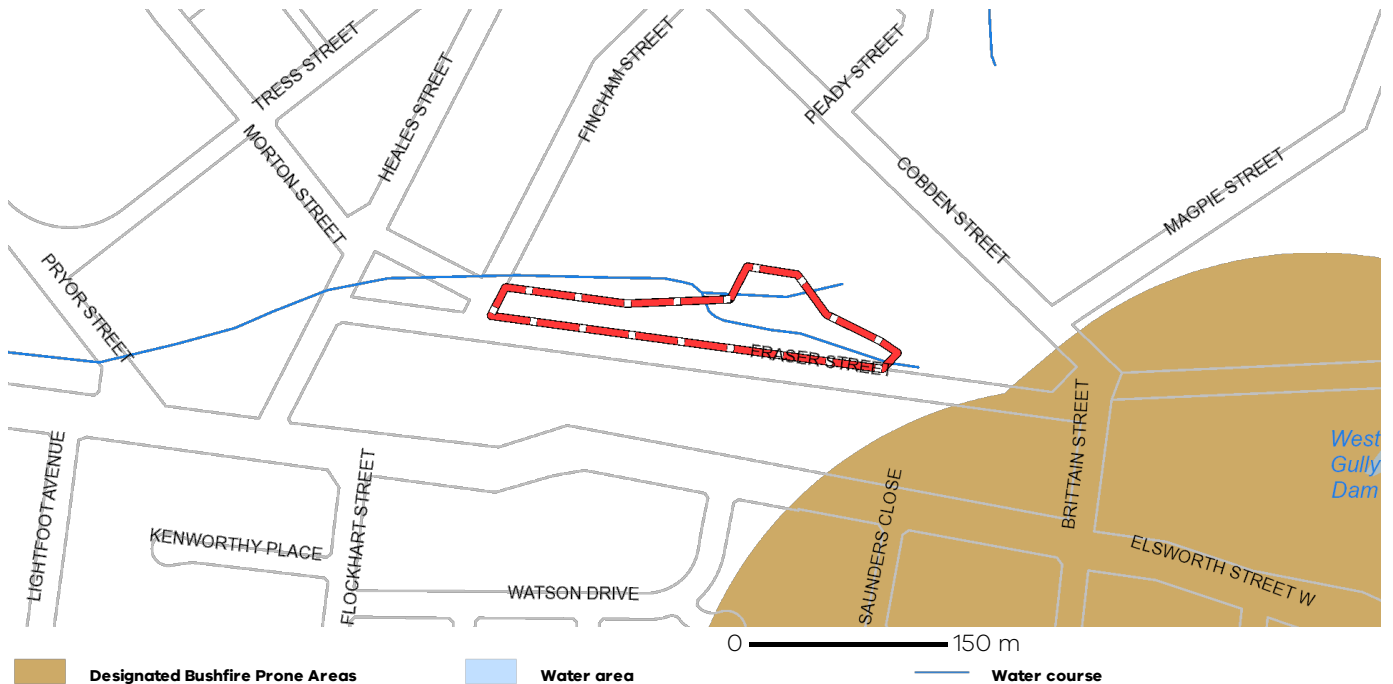 TRESS STREET
HEALES STREET
FINCHAM STREET
PEADY STREET
MORTON STREET
COBDEN STREET
MAGPIE STREET
PRYOR STREET
FRASER STREET
BRITTAIN STREET
West
Gully
Dam
LIGHTFOOT AVENUE
FLOCKHART STREET
KENWORTHY PLACE
SAUNDERS CLOSE
ELSWORTH STREET W
WATSON DRIVE
0 150 m
Designated Bushfire Prone Areas
Water area
Water course